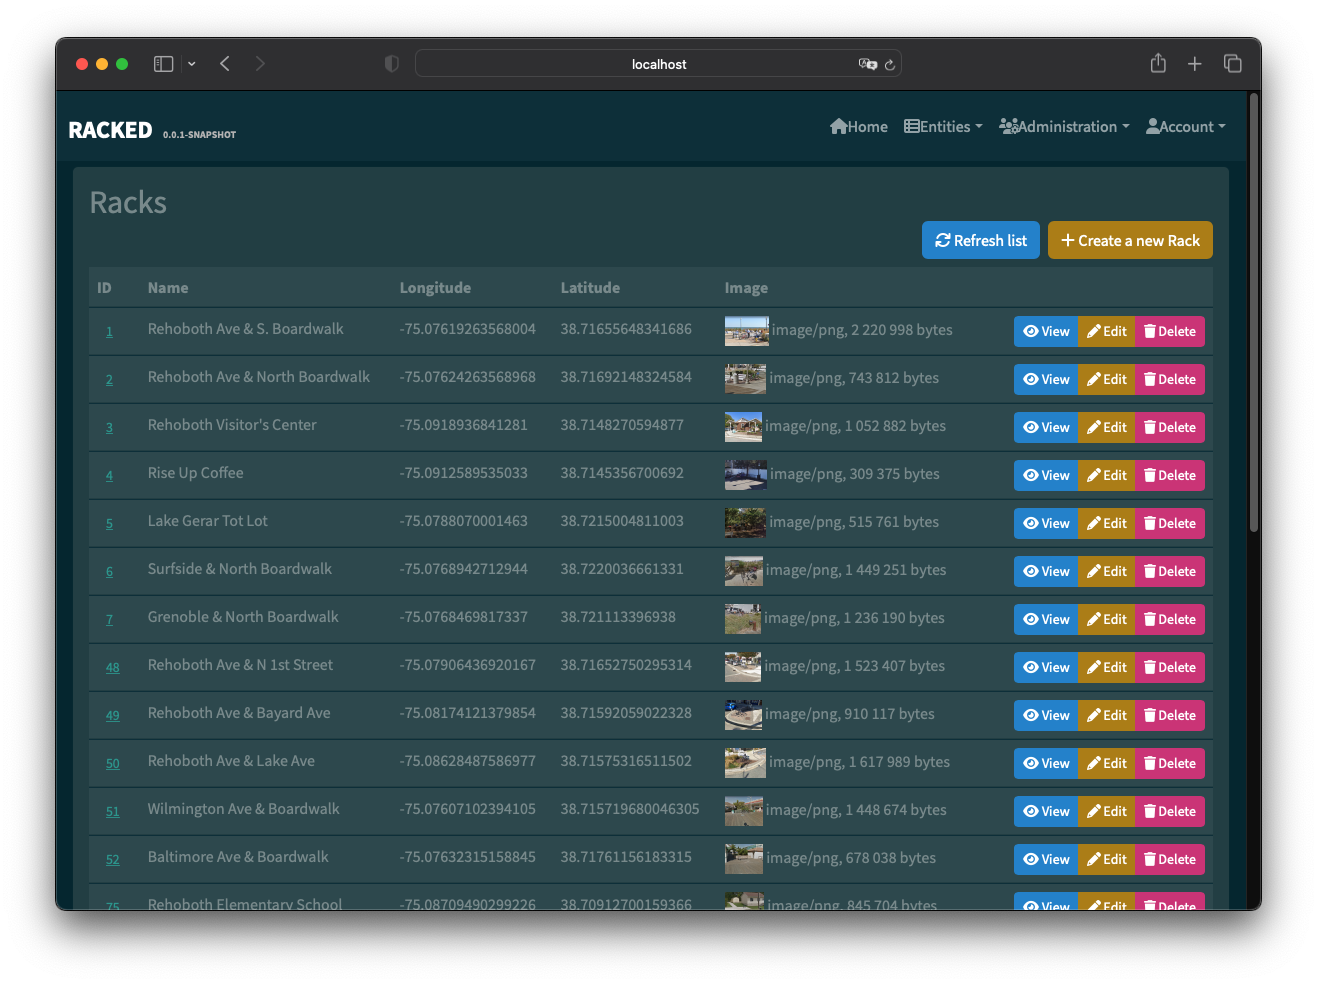 localhost
RACKED 0.0.1-SNAPSHOT Home Entities Administration Account
Racks
Refresh list Create a new Rack
ID Name Longitude Latitude Image
1 Rehoboth Ave & S. Boardwalk -75.07619263568004 38.71655648341686 image/png, 2 220 998 bytes View Edit Delete
2 Rehoboth Ave & North Boardwalk -75.07624263568968 38.71692148324584 image/png, 743 812 bytes View Edit Delete
3 Rehoboth Visitor's Center -75.0918936841281 38.7148270594877 image/png, 1 052 882 bytes View Edit Delete
4 Rise Up Coffee -75.0912589535033 38.7145356700692 image/png, 309 375 bytes View Edit Delete
5 Lake Gerar Tot Lot -75.0788070001463 38.7215004811003 image/png, 515 761 bytes View Edit Delete
6 Surfside & North Boardwalk -75.0768942712944 38.7220036661331 image/png, 1 449 251 bytes View Edit Delete
7 Grenoble & North Boardwalk -75.0768469817337 38.721113396938 image/png, 1 236 190 bytes View Edit Delete
48 Rehoboth Ave & N 1st Street -75.07906436920167 38.71652750295314 image/png, 1 523 407 bytes View Edit Delete
49 Rehoboth Ave & Bayard Ave -75.08174121379854 38.71592059022328 image/png, 910 117 bytes View Edit Delete
50 Rehoboth Ave & Lake Ave -75.08628487586977 38.71575316511502 image/png, 1 617 989 bytes View Edit Delete
51 Wilmington Ave & Boardwalk -75.07607102394105 38.715719680046305 image/png, 1 448 674 bytes View Edit Delete
52 Baltimore Ave & Boardwalk -75.07632315158845 38.71761156183315 image/png, 678 038 bytes View Edit Delete
75 Rehoboth Elementary School -75.08709490299226 38.70912700159366 image/png, 845 704 bytes View Edit Delete